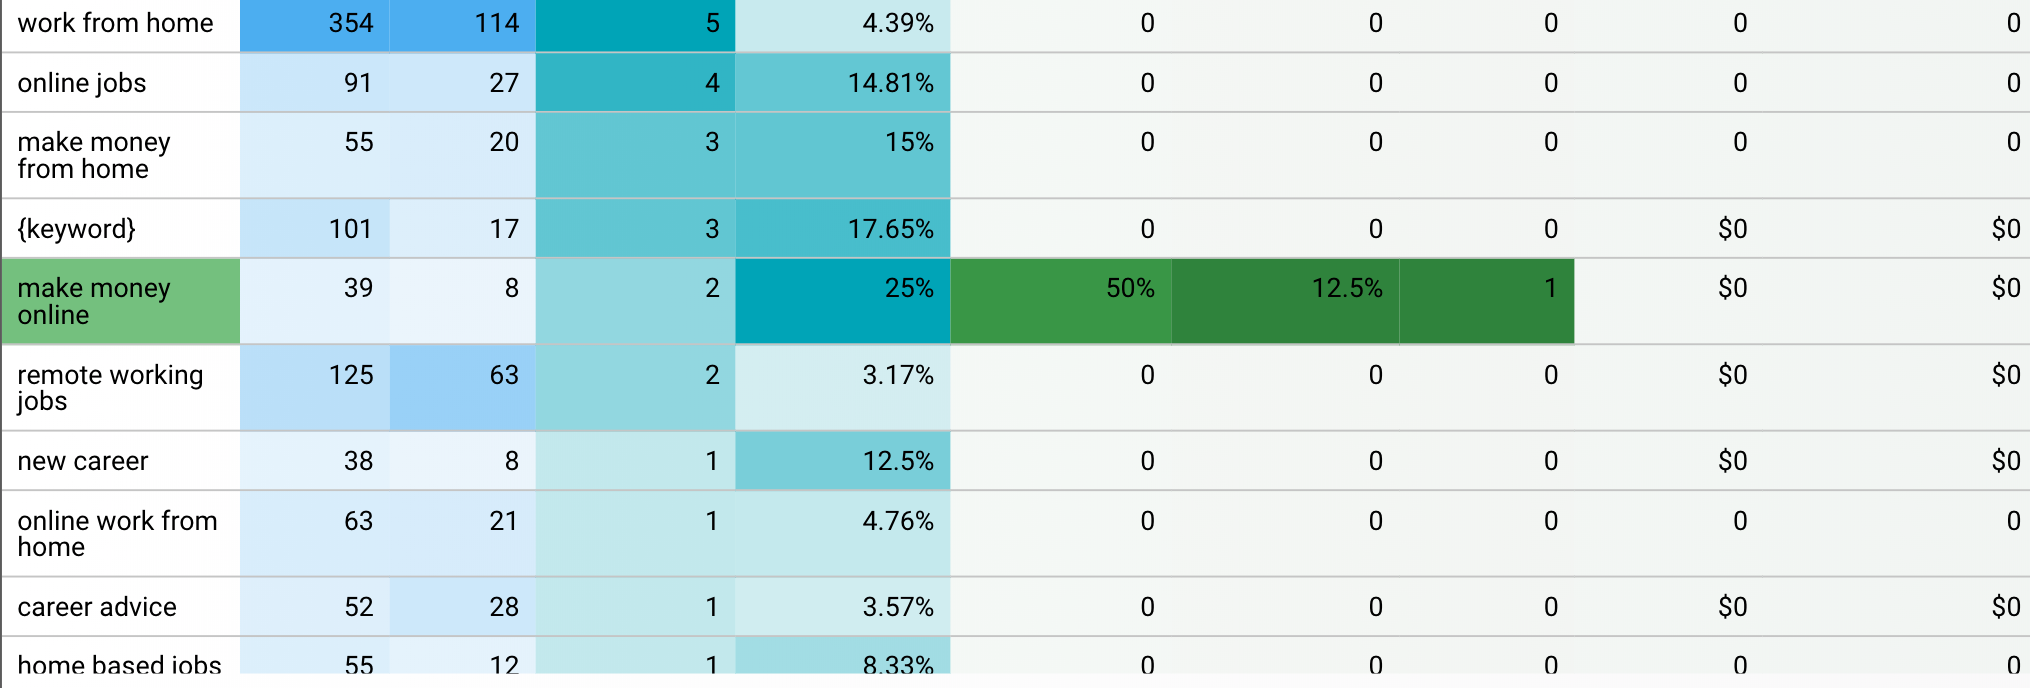 work from home 354 114 5 4.39% 0 0 0 0 0
online jobs 91 27 4 14.81% 0 0 0 0 0
make money 55 20 3 15% 0 0 0 0 0
from home
{keyword} 101 17 3 17.65% 0 0 0 $0 $0
make money 39 8 2 25% 50% 12.5% 1 $0 $0
online
remote working 125 63 2 3.17% 0 0 0 $0 $0
jobs
new career 38 8 1 12.5% 0 0 0 $0 $0
online work from 63 21 1 4.76% 0 0 0 0 0
home
career advice 52 28 1 3.57% 0 0 0 $0 $0
home based jobs 55 12 1 8.33% 0 0 0 0 0